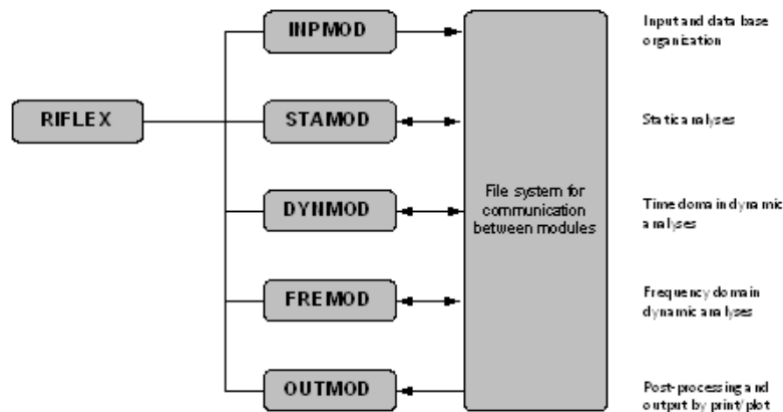 INPMOD
Input and data base
organization
RIFLEX
STAMOD
Static analyses
File system for
communication
between modules
DYNMOD
Time domain dynamic
analyses
FREMOD
Frequency domain
dynamic analyses
OUTMOD
Post-processing and
output by print/plot